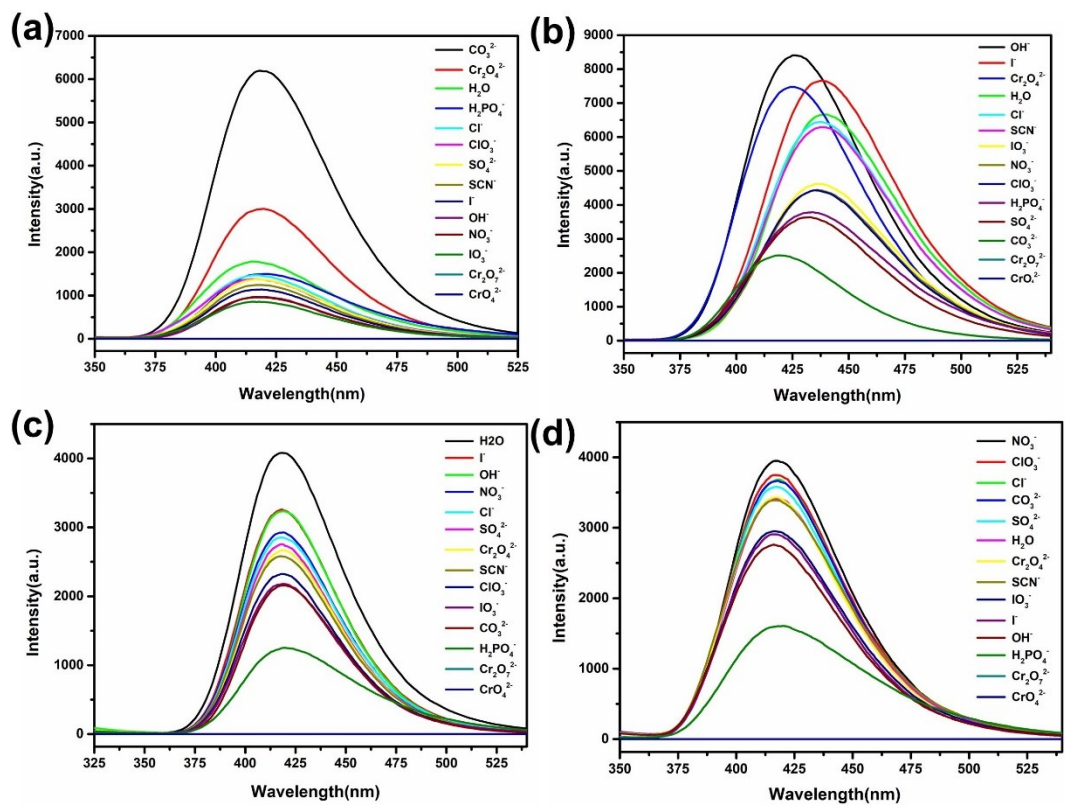 (a)
7000
6000
5000
4000
3000
2000
1000
0
Intensity(a.u.)
350 375 400 425 450 475 500 525
Wavelength(nm)
CO₃²⁻
Cr₂O₄²⁻
H₂O
H₂PO₄⁻
Cl⁻
ClO₃⁻
SO₄²⁻
SCN⁻
I⁻
OH⁻
NO₃⁻
IO₃⁻
Cr₂O₇²⁻
CrO₄²⁻
(b)
9000
8000
7000
6000
5000
4000
3000
2000
1000
0
Intensity(a.u.)
350 400 450 500
Wavelength(nm)
OH⁻
I⁻
Cr₂O₄²⁻
H₂O
Cl⁻
SCN⁻
IO₃⁻
NO₃⁻
ClO₃⁻
H₂PO₄⁻
SO₄²⁻
CO₃²⁻
Cr₂O₇²⁻
CrO₄²⁻
(c)
4000
3000
2000
1000
0
Intensity(a.u.)
325 350 375 400 425 450 475 500 525
Wavelength(nm)
H2O
I⁻
OH⁻
NO₃⁻
Cl⁻
SO₄²⁻
Cr₂O₄²⁻
SCN⁻
ClO₃⁻
IO₃⁻
CO₃²⁻
H₂PO₄⁻
Cr₂O₇²⁻
CrO₄²⁻
(d)
4000
3000
2000
1000
0
Intensity(a.u.)
350 375 400 425 450 475 500 525
Wavelength(nm)
NO₃⁻
ClO₃⁻
Cl⁻
CO₃²⁻
SO₄²⁻
H₂O
Cr₂O₄²⁻
SCN⁻
IO₃⁻
I⁻
OH⁻
H₂PO₄⁻
Cr₂O₇²⁻
CrO₄²⁻